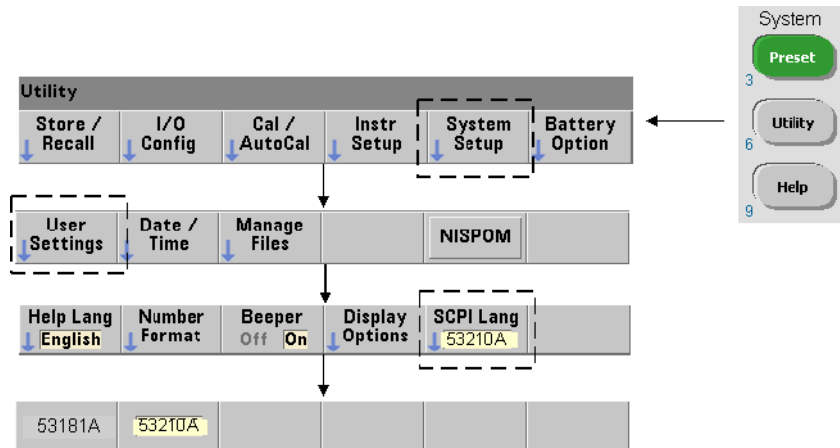 System
Preset
3
Utility
6
Help
9
Utility
Store / Recall
I/O Config
Cal / AutoCal
Instr Setup
System Setup
Battery Option
User Settings
Date / Time
Manage Files
NISPOM
Help Lang
English
Number Format
Beeper
Off On
Display Options
SCPI Lang
53210A
53181A
53210A